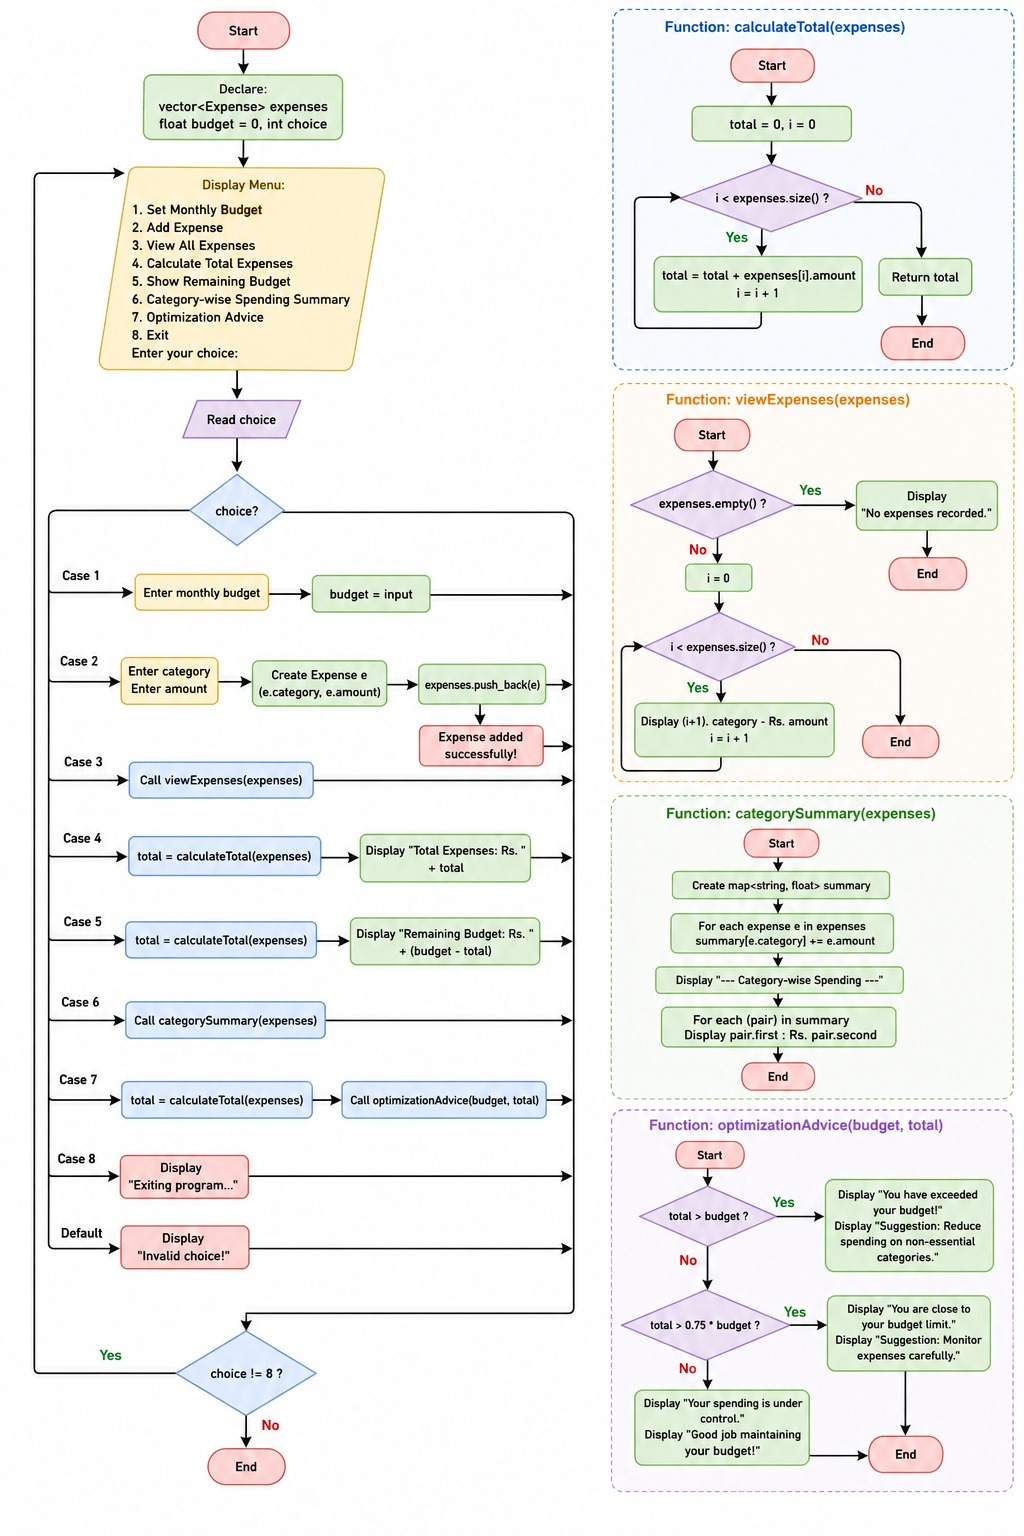 Start
Declare:
vector<Expense> expenses
float budget = 0, int choice
Display Menu:
1. Set Monthly Budget
2. Add Expense
3. View All Expenses
4. Calculate Total Expenses
5. Show Remaining Budget
6. Category-wise Spending Summary
7. Optimization Advice
8. Exit
Enter your choice:
Read choice
choice?
Case 1
Enter monthly budget
budget = input
Case 2
Enter category
Enter amount
Create Expense e
(e.category, e.amount)
expenses.push_back(e)
Expense added
successfully!
Case 3
Call viewExpenses(expenses)
Case 4
total = calculateTotal(expenses)
Display "Total Expenses: Rs. "
+ total
Case 5
total = calculateTotal(expenses)
Display "Remaining Budget: Rs. "
+ (budget - total)
Case 6
Call categorySummary(expenses)
Case 7
total = calculateTotal(expenses)
Call optimizationAdvice(budget, total)
Case 8
Display
"Exiting program..."
Default
Display
"Invalid choice!"
choice != 8 ?
Yes
No
End
Function: calculateTotal(expenses)
Start
total = 0, i = 0
i < expenses.size() ?
No
Yes
total = total + expenses[i].amount
i = i + 1
Return total
End
Function: viewExpenses(expenses)
Start
expenses.empty() ?
Yes
Display
"No expenses recorded."
End
No
i = 0
i < expenses.size() ?
No
Yes
Display (i+1). category - Rs. amount
i = i + 1
End
Function: categorySummary(expenses)
Start
Create map<string, float> summary
For each expense e in expenses
summary[e.category] += e.amount
Display "--- Category-wise Spending ---"
For each (pair) in summary
Display pair.first : Rs. pair.second
End
Function: optimizationAdvice(budget, total)
Start
total > budget ?
Yes
Display "You have exceeded
your budget!"
Display "Suggestion: Reduce
spending on non-essential
categories."
No
total > 0.75 * budget ?
Yes
Display "You are close to
your budget limit."
Display "Suggestion: Monitor
expenses carefully."
No
Display "Your spending is under
control."
Display "Good job maintaining
your budget!"
End